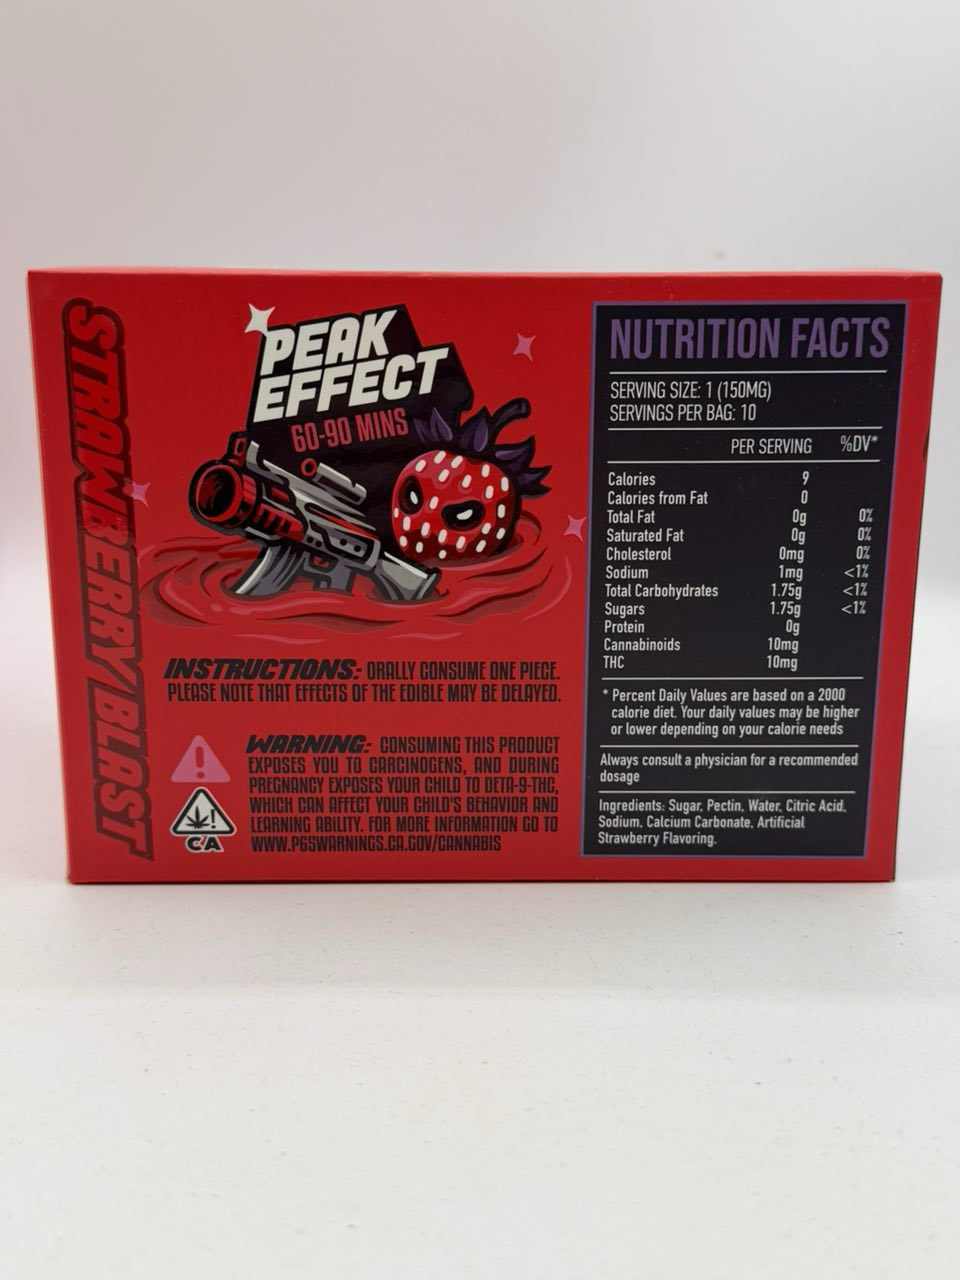 STRAWBERRY BLAST
PEAK
EFFECT
60-90 MINS
INSTRUCTIONS: ORALLY CONSUME ONE PIECE.
PLEASE NOTE THAT EFFECTS OF THE EDIBLE MAY BE DELAYED.
WARNING: CONSUMING THIS PRODUCT
EXPOSES YOU TO CARCINOGENS, AND DURING
PREGNANCY EXPOSES YOUR CHILD TO DETA-9-THC,
WHICH CAN AFFECT YOUR CHILD'S BEHAVIOR AND
LEARNING ABILITY. FOR MORE INFORMATION GO TO
WWW.P65WARNINGS.CA.GOV/CANNABIS
!
!
CA
NUTRITION FACTS
SERVING SIZE: 1 (150MG)
SERVINGS PER BAG: 10
PER SERVING %DV*
Calories 9
Calories from Fat 0
Total Fat 0g 0%
Saturated Fat 0g 0%
Cholesterol 0mg 0%
Sodium 1mg <1%
Total Carbohydrates 1.75g <1%
Sugars 1.75g <1%
Protein 0g
Cannabinoids 10mg
THC 10mg
* Percent Daily Values are based on a 2000
calorie diet. Your daily values may be higher
or lower depending on your calorie needs
Always consult a physician for a recommended
dosage
Ingredients: Sugar, Pectin, Water, Citric Acid,
Sodium, Calcium Carbonate, Artificial
Strawberry Flavoring.